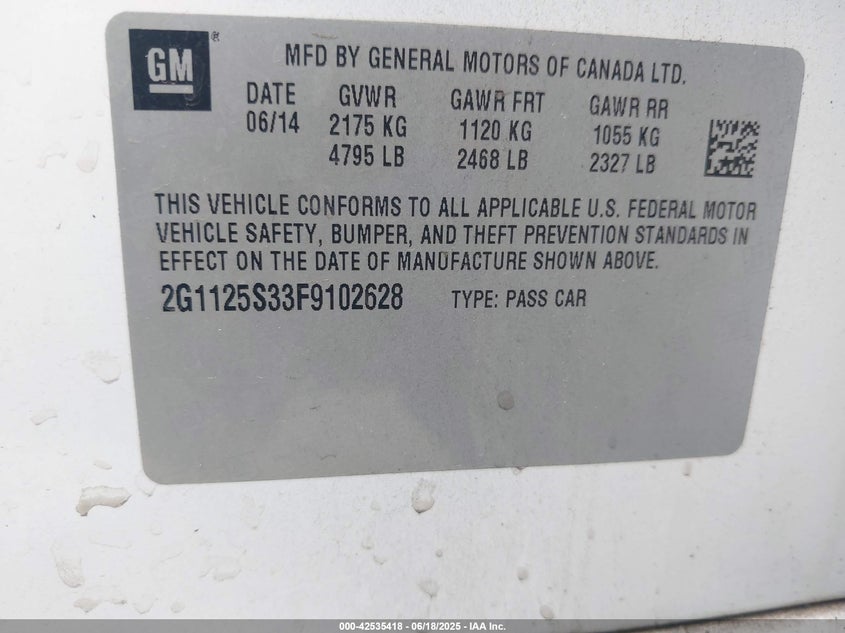 GM ®
MFD BY GENERAL MOTORS OF CANADA LTD.
DATE GVWR GAWR FRT GAWR RR
06/14 2175 KG 1120 KG 1055 KG
4795 LB 2468 LB 2327 LB
THIS VEHICLE CONFORMS TO ALL APPLICABLE U.S. FEDERAL MOTOR
VEHICLE SAFETY, BUMPER, AND THEFT PREVENTION STANDARDS IN
EFFECT ON THE DATE OF MANUFACTURE SHOWN ABOVE.
2G1125S33F9102628 TYPE: PASS CAR
000-42535418 - 06/18/2025 - IAA Inc.